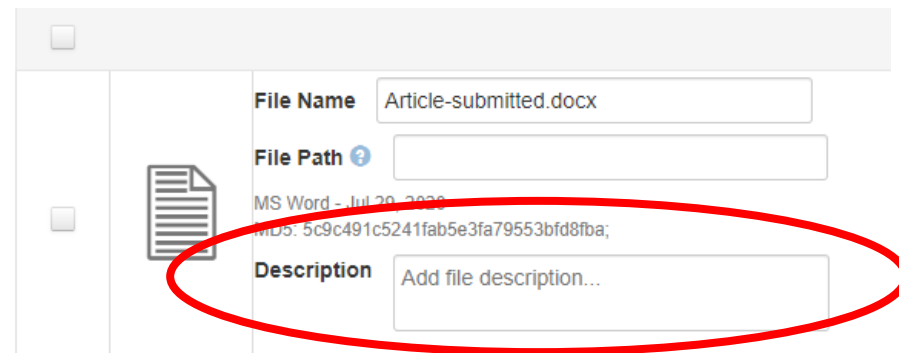 File Name Article-submitted.docx
File Path ?
MS Word - Jul 29, 2020
MD5: 5c9c491c5241fab5e3fa79553bfd8fba;
Description Add file description...